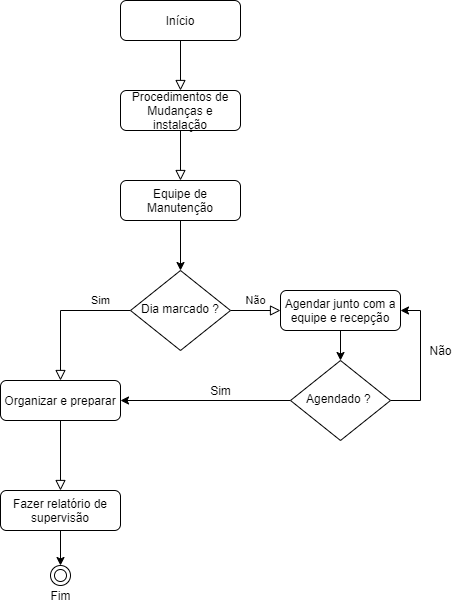 Início
Procedimentos de
Mudanças e
instalação
Equipe de
Manutenção
Dia marcado ?
Sim
Não
Agendar junto com a
equipe e recepção
Não
Agendado ?
Sim
Organizar e preparar
Fazer relatório de
supervisão
Fim